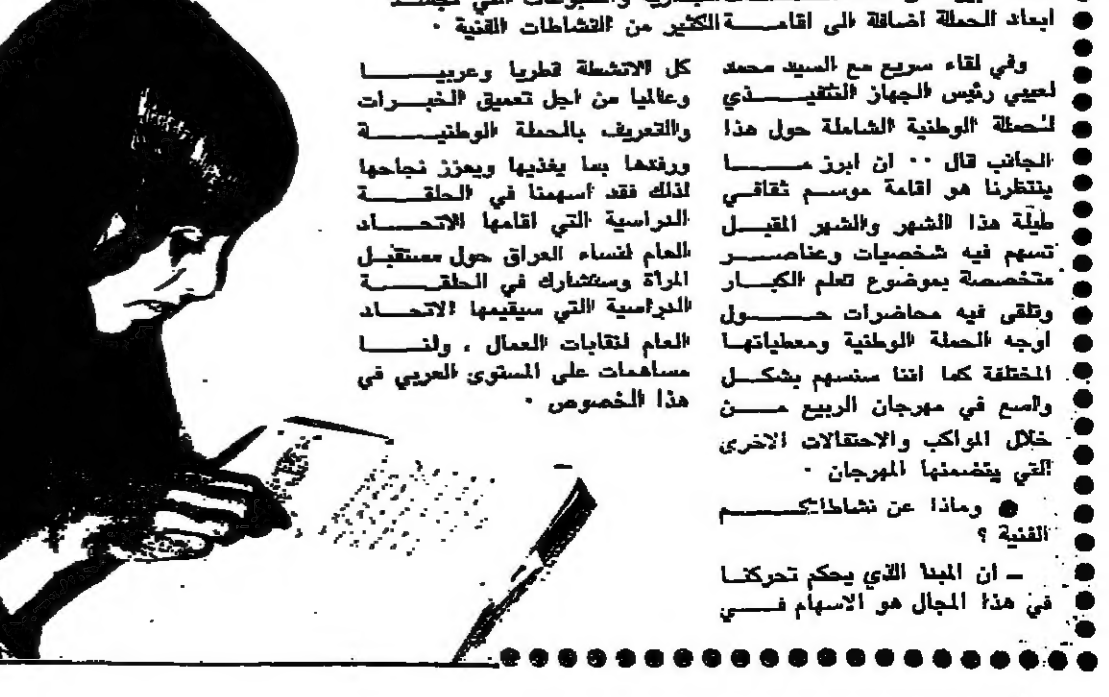 ابعاد الحملة اضافة الى اقامة الكثير من النشاطات الفنية ٠
وفي لقاء سريع مع السيد محمد
لعيبي رئيس الجهاز التنفيذي
للحملة الوطنية الشاملة حول هذا
الجانب قال ٠٠ ان ابرز ما
ينتظرنا هو اقامة موسم ثقافي
طيلة هذا الشهر والشهر المقبل
تسهم فيه شخصيات وعناصر
متخصصة بموضوع تعلم الكبار
وتلقى فيه محاضرات حول
اوجه الحملة الوطنية ومعطياتها
المختلفة كما اننا سنسهم بشكل
واسع في مهرجان الربيع من
خلال المواكب والاحتفالات الاخرى
التي يتضمنها المهرجان ٠
● وماذا عن نشاطاتكم
الفنية ؟
ـ ان المبدا الذي يحكم تحركنا
في هذا المجال هو الاسهام في
كل الانشطة قطريا وعربيا
وعالميا من اجل تعميق الخبرات
والتعريف بالحملة الوطنية
ورفدها بما يغذيها ويعزز نجاحها
لذلك فقد اسهمنا في الحلقة
الدراسية التي اقامها الاتحاد
العام لنساء العراق حول مستقبل
المرأة وسنشارك في الحلقة
الدراسية التي سيقيمها الاتحاد
العام لنقابات العمال ، ولنا
مساهمات على المستوى العربي في
هذا الخصوص ٠